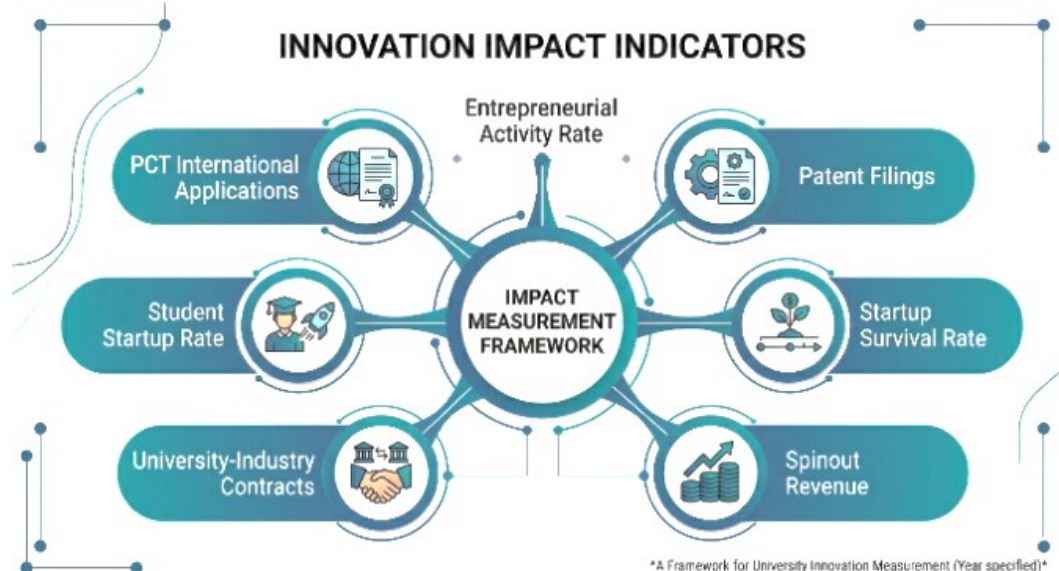 INNOVATION IMPACT INDICATORS
Entrepreneurial
Activity Rate
PCT International
Applications
Patent Filings
Student
Startup Rate
IMPACT
MEASUREMENT
FRAMEWORK
Startup
Survival Rate
University-Industry
Contracts
Spinout
Revenue
*A Framework for University Innovation Measurement (Year specified)*